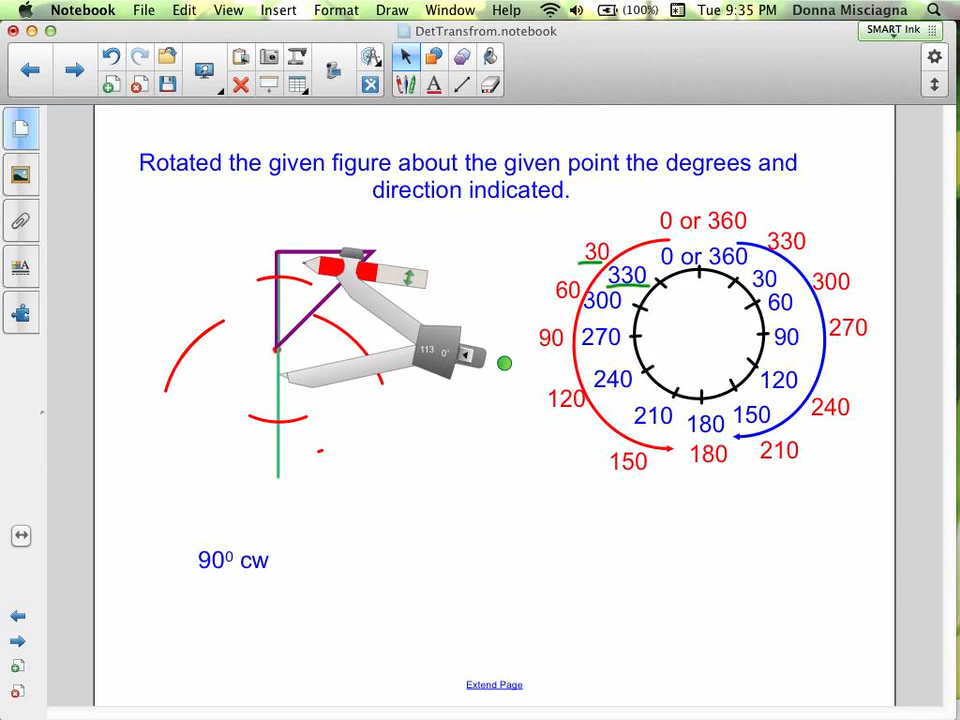 Notebook File Edit View Insert Format Draw Window Help (100%) Tue 9:35 PM Donna Misciagna
DetTransfrom.notebook
SMART Ink
Rotated the given figure about the given point the degrees and
direction indicated.
0 or 360
30 330
0 or 360
330 30
60 300
300 60
90 270 90 270
113 0°
240 120
120 240
210 180 150
150 180 210
90⁰ cw
Extend Page